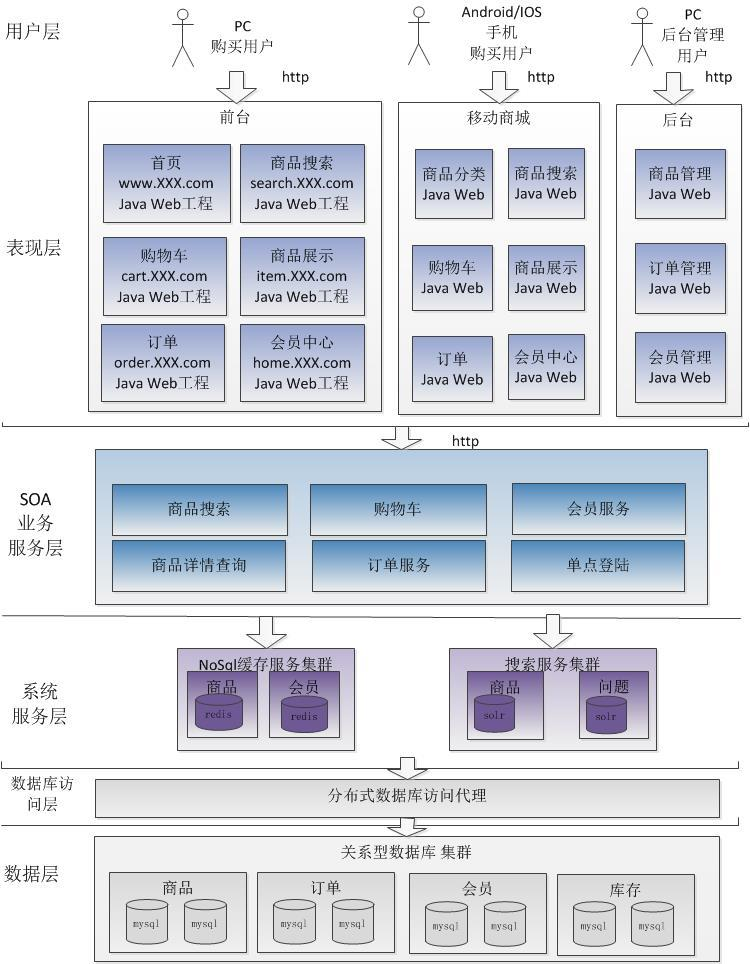 用户层
PC
购买用户
Android/IOS
手机
购买用户
PC
后台管理
用户
http
http
http
表现层
前台
首页
www.XXX.com
Java Web工程
商品搜索
search.XXX.com
Java Web工程
购物车
cart.XXX.com
Java Web工程
商品展示
item.XXX.com
Java Web工程
订单
order.XXX.com
Java Web工程
会员中心
home.XXX.com
Java Web工程
移动商城
商品分类
Java Web
商品搜索
Java Web
购物车
Java Web
商品展示
Java Web
订单
Java Web
会员中心
Java Web
后台
商品管理
Java Web
订单管理
Java Web
会员管理
Java Web
http
SOA
业务
服务层
商品搜索
购物车
会员服务
商品详情查询
订单服务
单点登陆
系统
服务层
NoSql缓存服务集群
商品
redis
会员
redis
搜索服务集群
商品
solr
问题
solr
数据库访
问层
分布式数据库访问代理
数据层
关系型数据库 集群
商品
mysql
mysql
订单
mysql
mysql
会员
mysql
mysql
库存
mysql
mysql